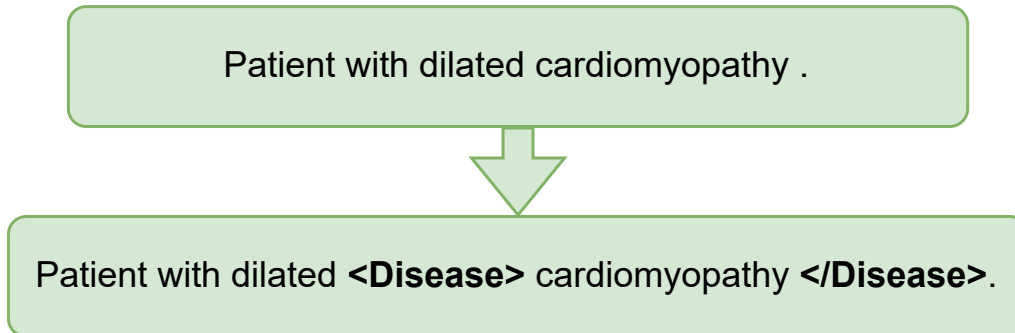 Patient with dilated cardiomyopathy .
Patient with dilated <Disease> cardiomyopathy </Disease>.